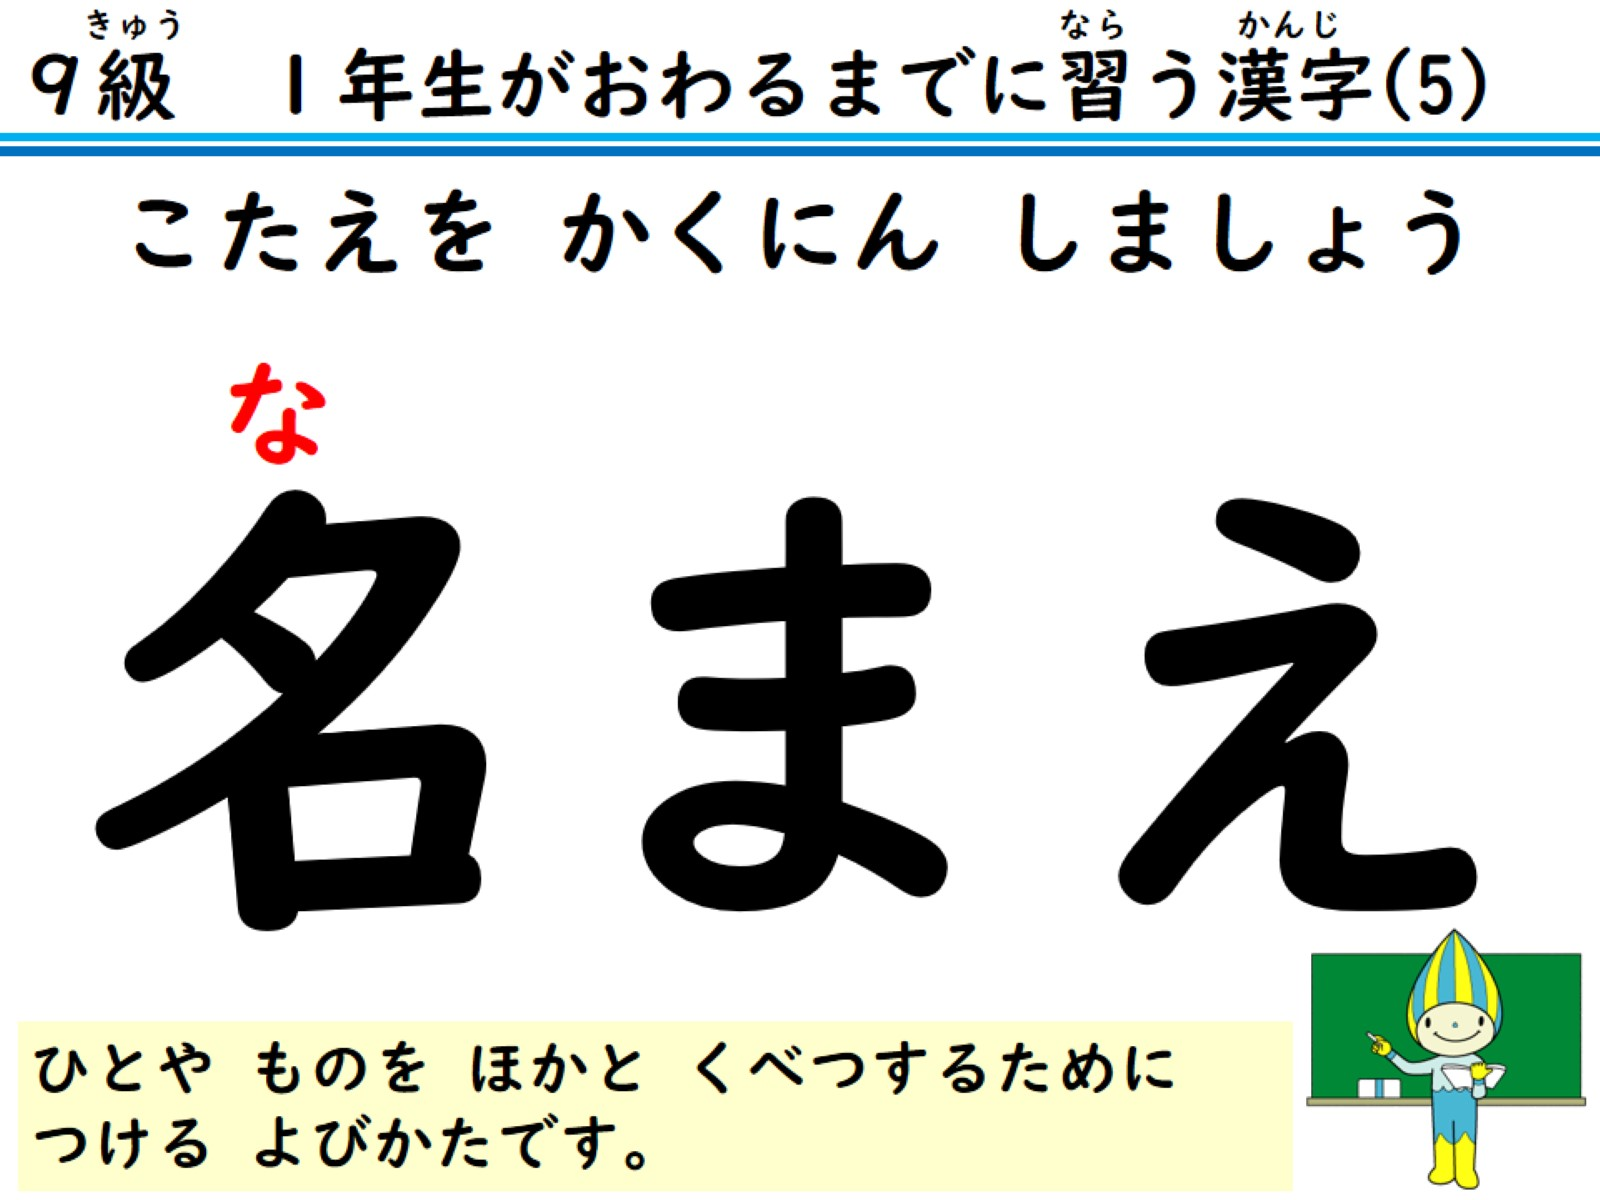 きゅう なら かんじ
9級 1年生がおわるまでに習う漢字(5)
こたえを かくにん しましょう
な
名まえ
ひとや ものを ほかと くべつするために
つける よびかたです。